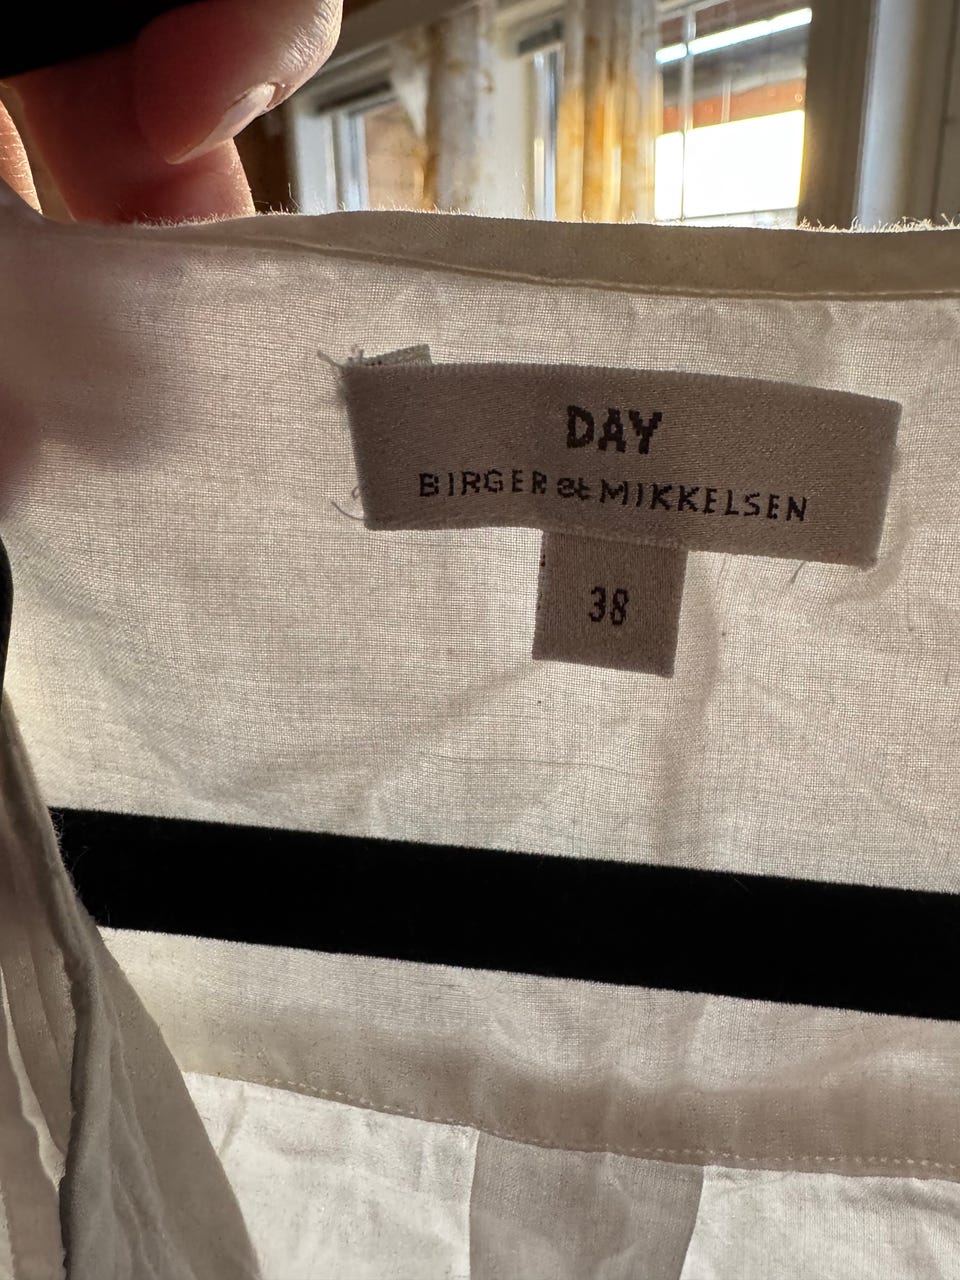 DAY
BIRGER et MIKKELSEN
38